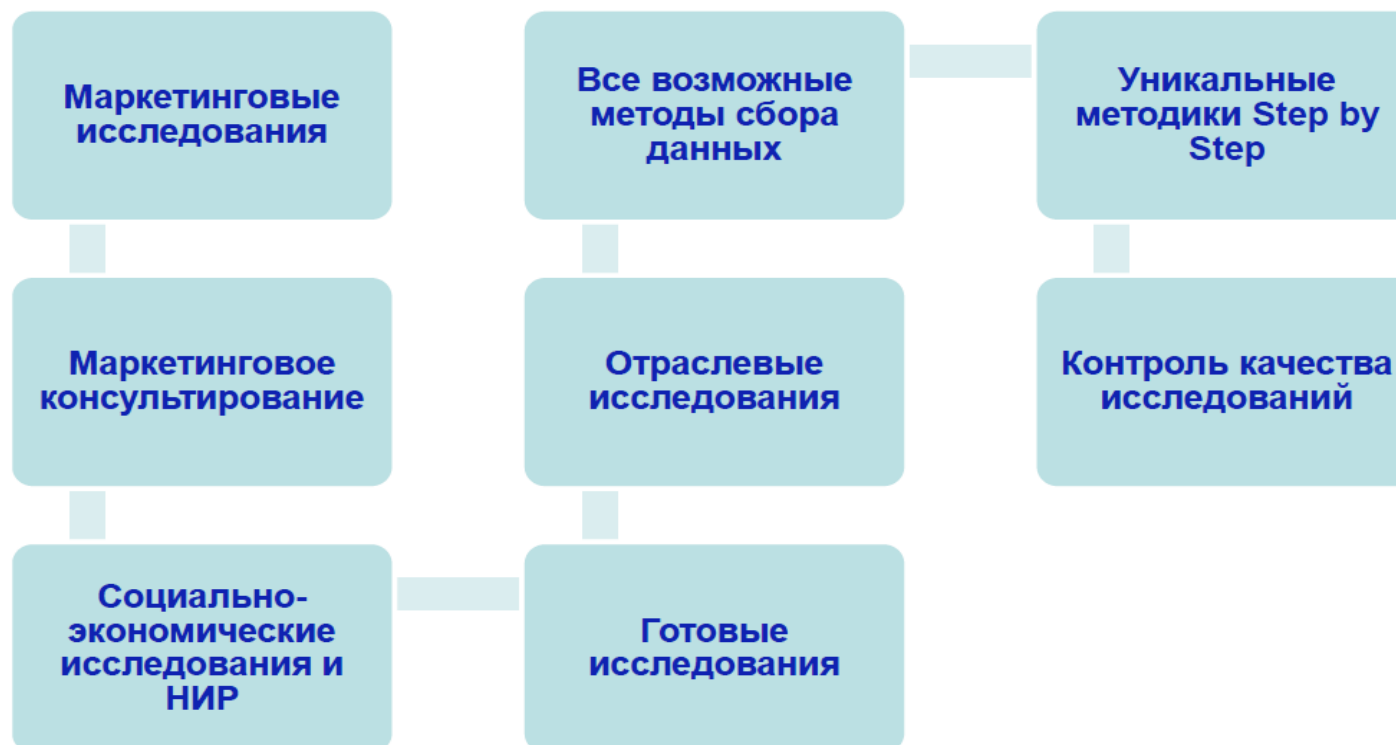 Маркетинговые
исследования
Маркетинговое
консультирование
Социально-
экономические
исследования и
НИР
Готовые
исследования
Отраслевые
исследования
Все возможные
методы сбора
данных
Уникальные
методики Step by
Step
Контроль качества
исследований